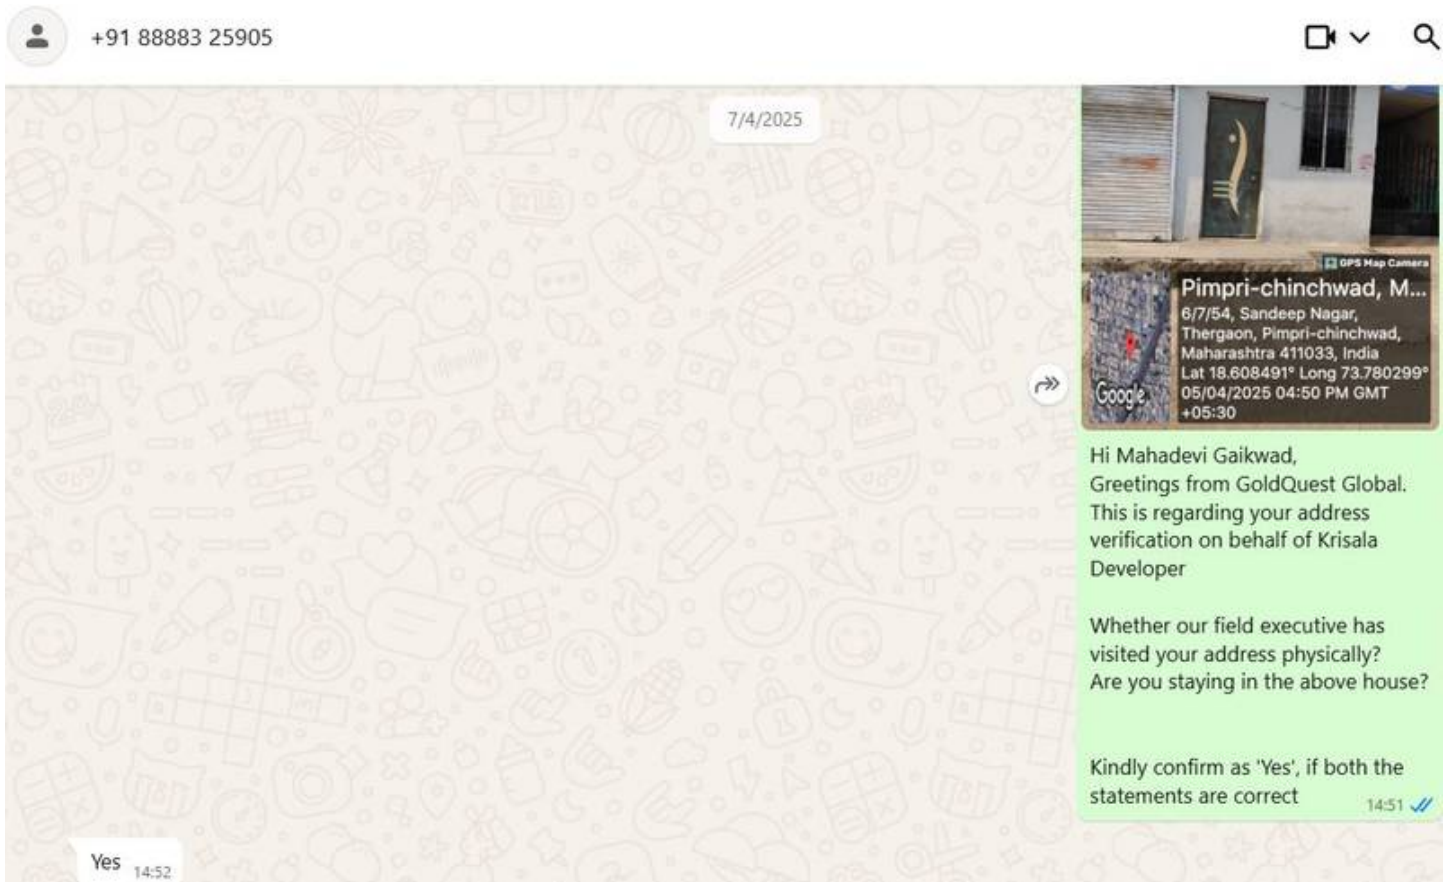 +91 88883 25905
7/4/2025
GPS Map Camera
Pimpri-chinchwad, M...
6/7/54, Sandeep Nagar,
Thergaon, Pimpri-chinchwad,
Maharashtra 411033, India
Lat 18.608491° Long 73.780299°
05/04/2025 04:50 PM GMT
+05:30
Google
Hi Mahadevi Gaikwad,
Greetings from GoldQuest Global.
This is regarding your address
verification on behalf of Krisala
Developer
Whether our field executive has
visited your address physically?
Are you staying in the above house?
Kindly confirm as 'Yes', if both the
statements are correct
14:51
Yes
14:52